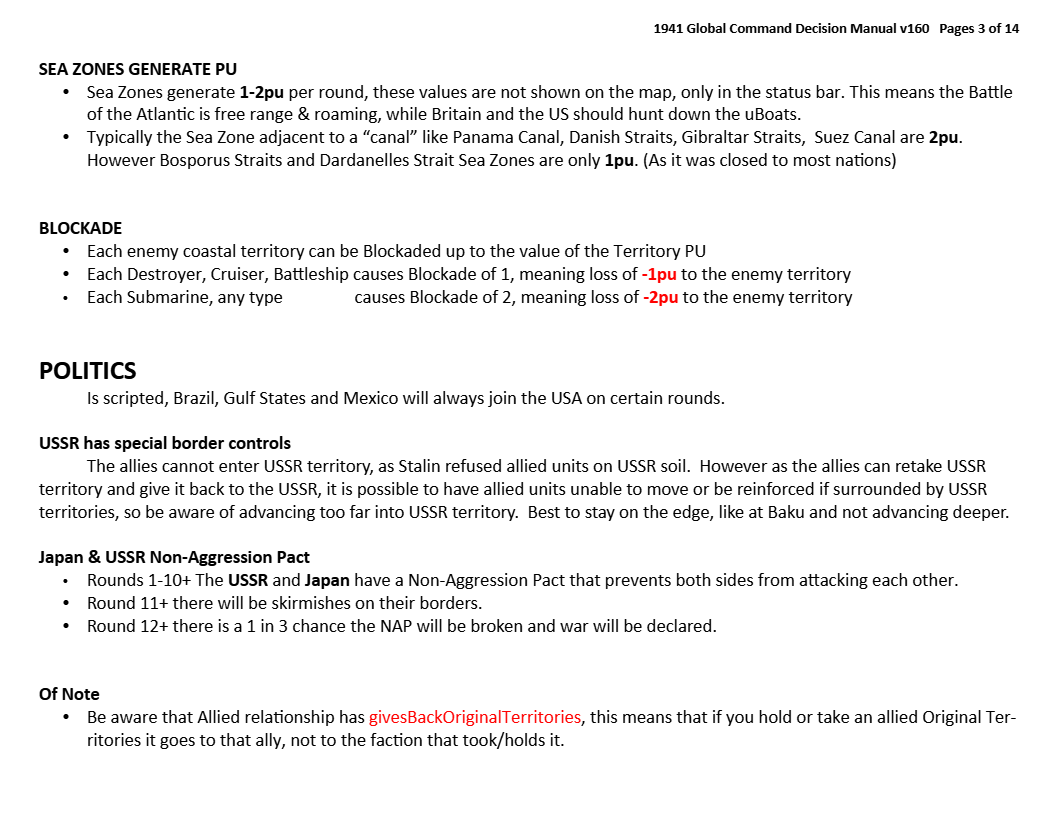 1941 Global Command Decision Manual v160   Pages 3 of 14
SEA ZONES GENERATE PU
• Sea Zones generate 1-2pu per round, these values are not shown on the map, only in the status bar. This means the Battle
of the Atlantic is free range & roaming, while Britain and the US should hunt down the uBoats.
• Typically the Sea Zone adjacent to a “canal” like Panama Canal, Danish Straits, Gibraltar Straits,  Suez Canal are 2pu.
However Bosporus Straits and Dardanelles Strait Sea Zones are only 1pu. (As it was closed to most nations)
BLOCKADE
• Each enemy coastal territory can be Blockaded up to the value of the Territory PU
• Each Destroyer, Cruiser, Battleship causes Blockade of 1, meaning loss of -1pu to the enemy territory
• Each Submarine, any type causes Blockade of 2, meaning loss of -2pu to the enemy territory
POLITICS
Is scripted, Brazil, Gulf States and Mexico will always join the USA on certain rounds.
USSR has special border controls
The allies cannot enter USSR territory, as Stalin refused allied units on USSR soil.  However as the allies can retake USSR
territory and give it back to the USSR, it is possible to have allied units unable to move or be reinforced if surrounded by USSR
territories, so be aware of advancing too far into USSR territory.  Best to stay on the edge, like at Baku and not advancing deeper.
Japan & USSR Non-Aggression Pact
• Rounds 1-10+ The USSR and Japan have a Non-Aggression Pact that prevents both sides from attacking each other.
• Round 11+ there will be skirmishes on their borders.
• Round 12+ there is a 1 in 3 chance the NAP will be broken and war will be declared.
Of Note
• Be aware that Allied relationship has givesBackOriginalTerritories, this means that if you hold or take an allied Original Ter-
ritories it goes to that ally, not to the faction that took/holds it.